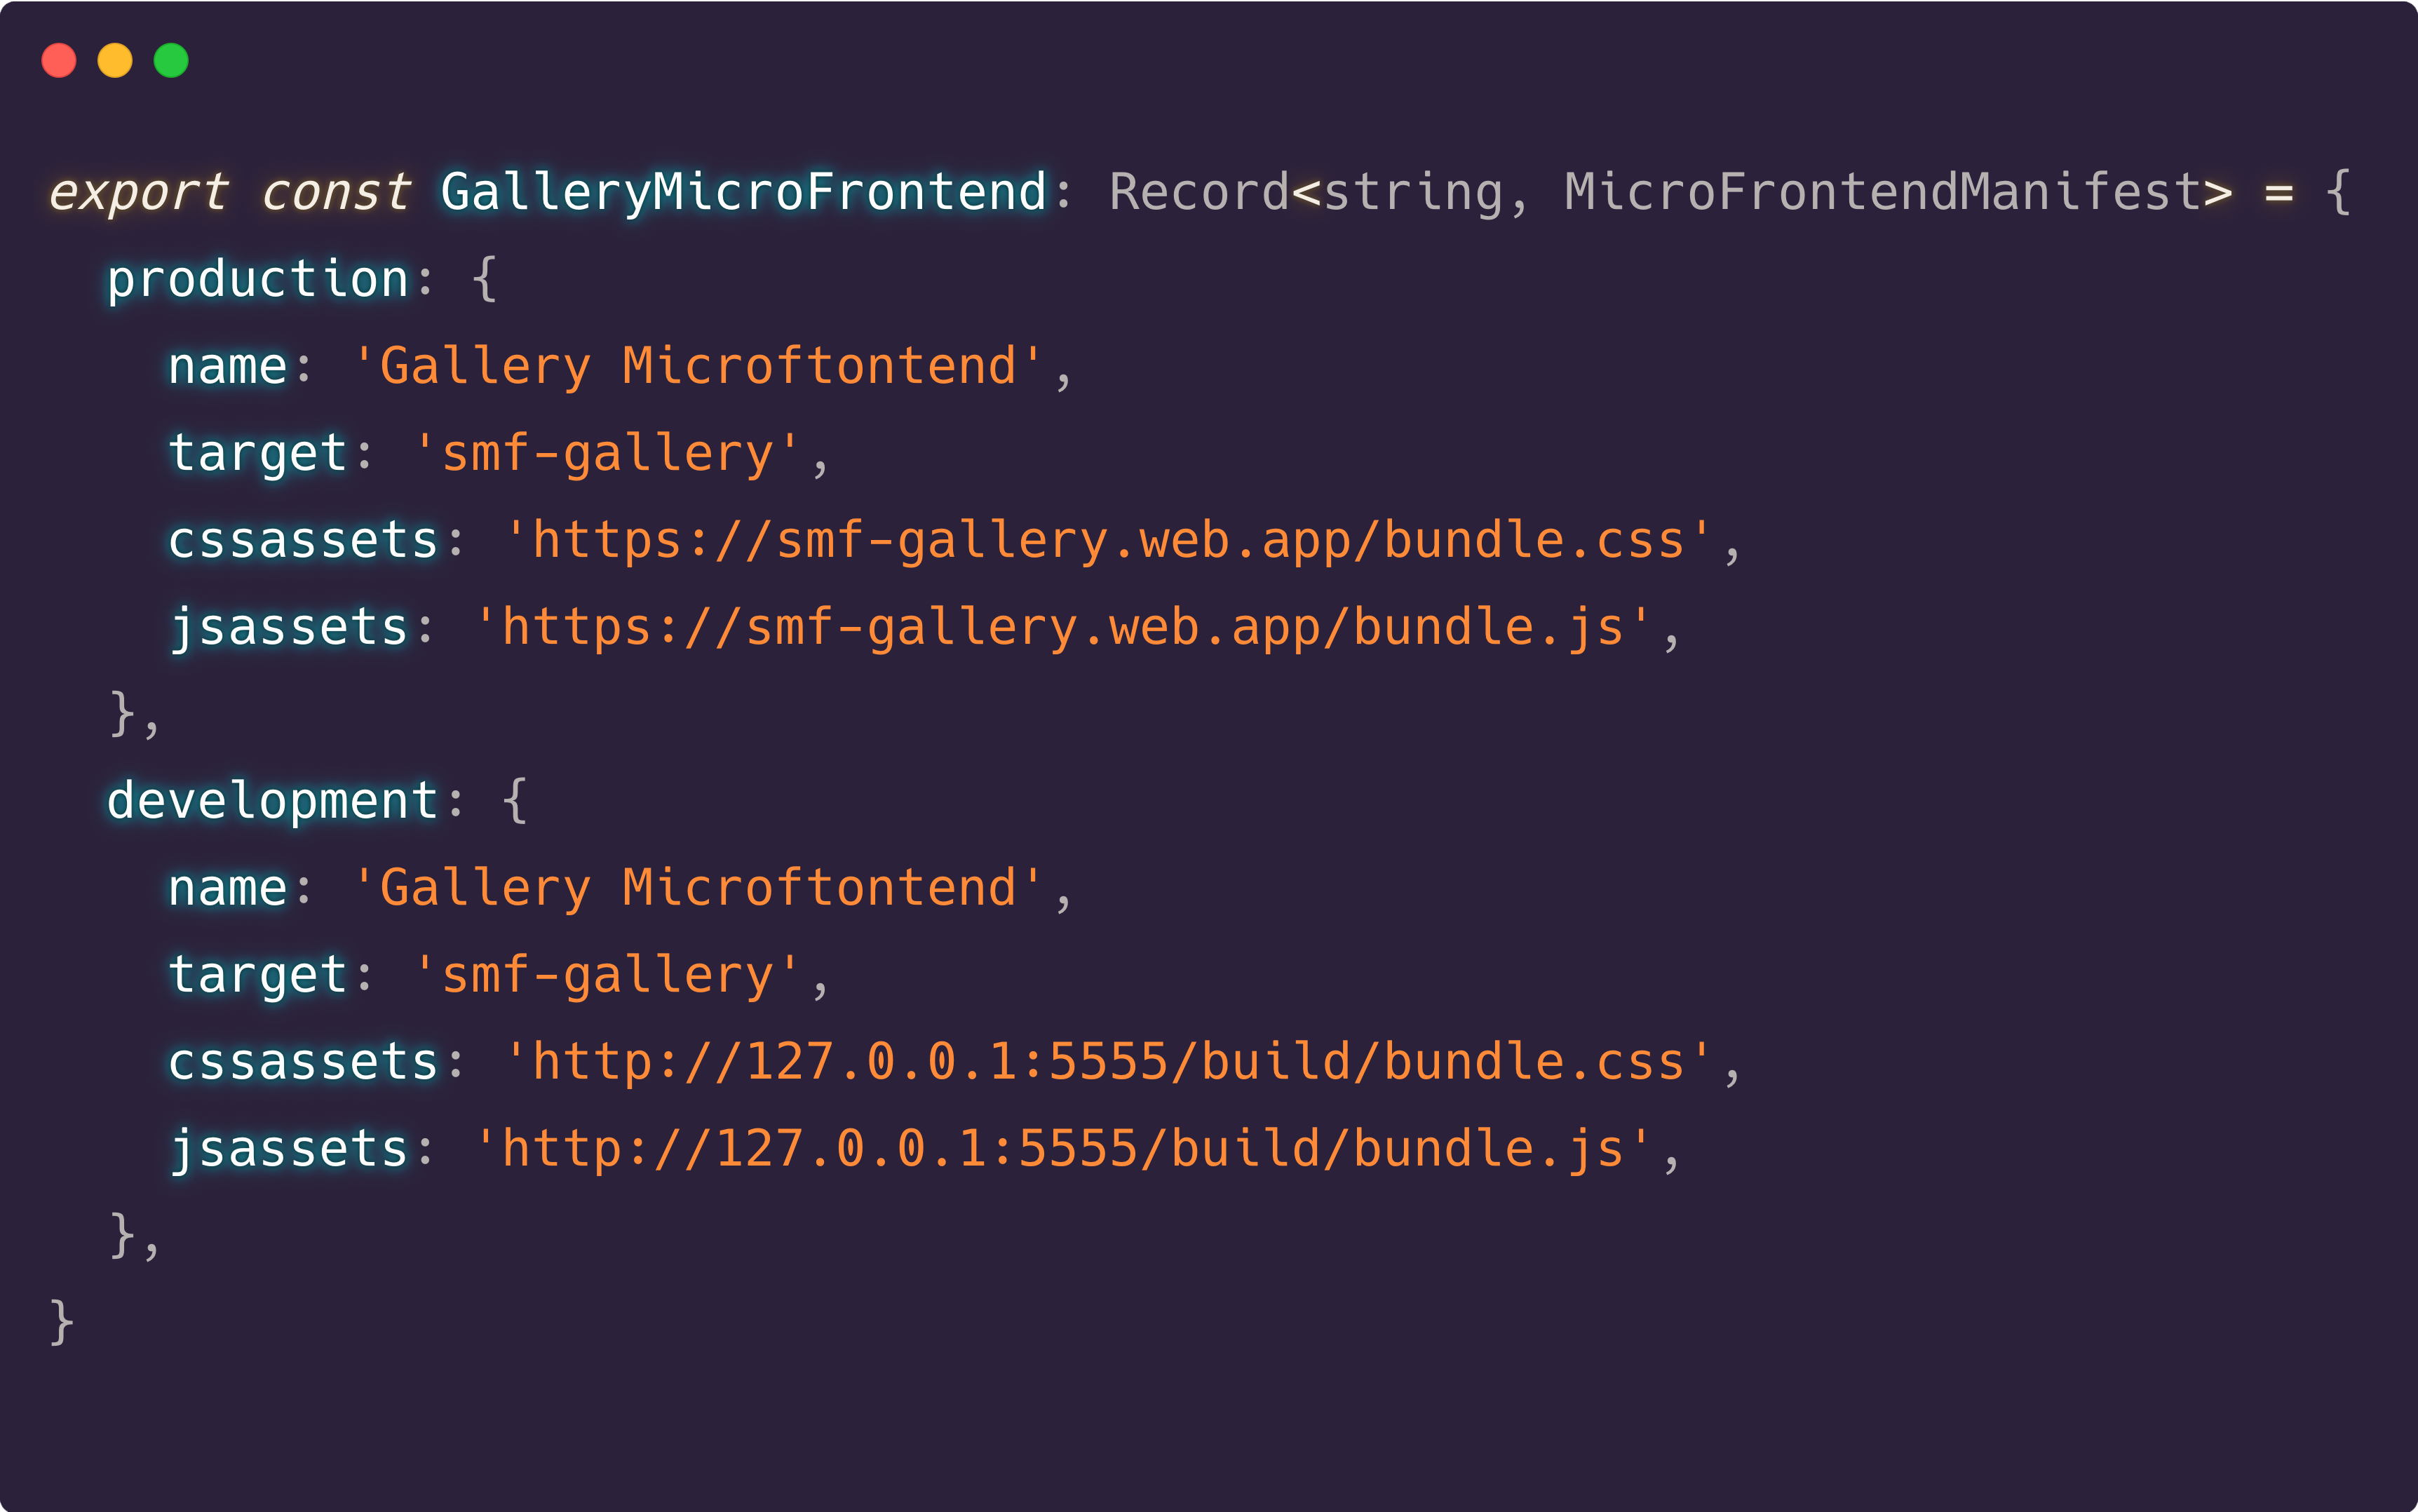 export const GalleryMicroFrontend: Record<string, MicroFrontendManifest> = {
  production: {
    name: 'Gallery Microftontend',
    target: 'smf-gallery',
    cssassets: 'https://smf-gallery.web.app/bundle.css',
    jsassets: 'https://smf-gallery.web.app/bundle.js',
  },
  development: {
    name: 'Gallery Microftontend',
    target: 'smf-gallery',
    cssassets: 'http://127.0.0.1:5555/build/bundle.css',
    jsassets: 'http://127.0.0.1:5555/build/bundle.js',
  },
}